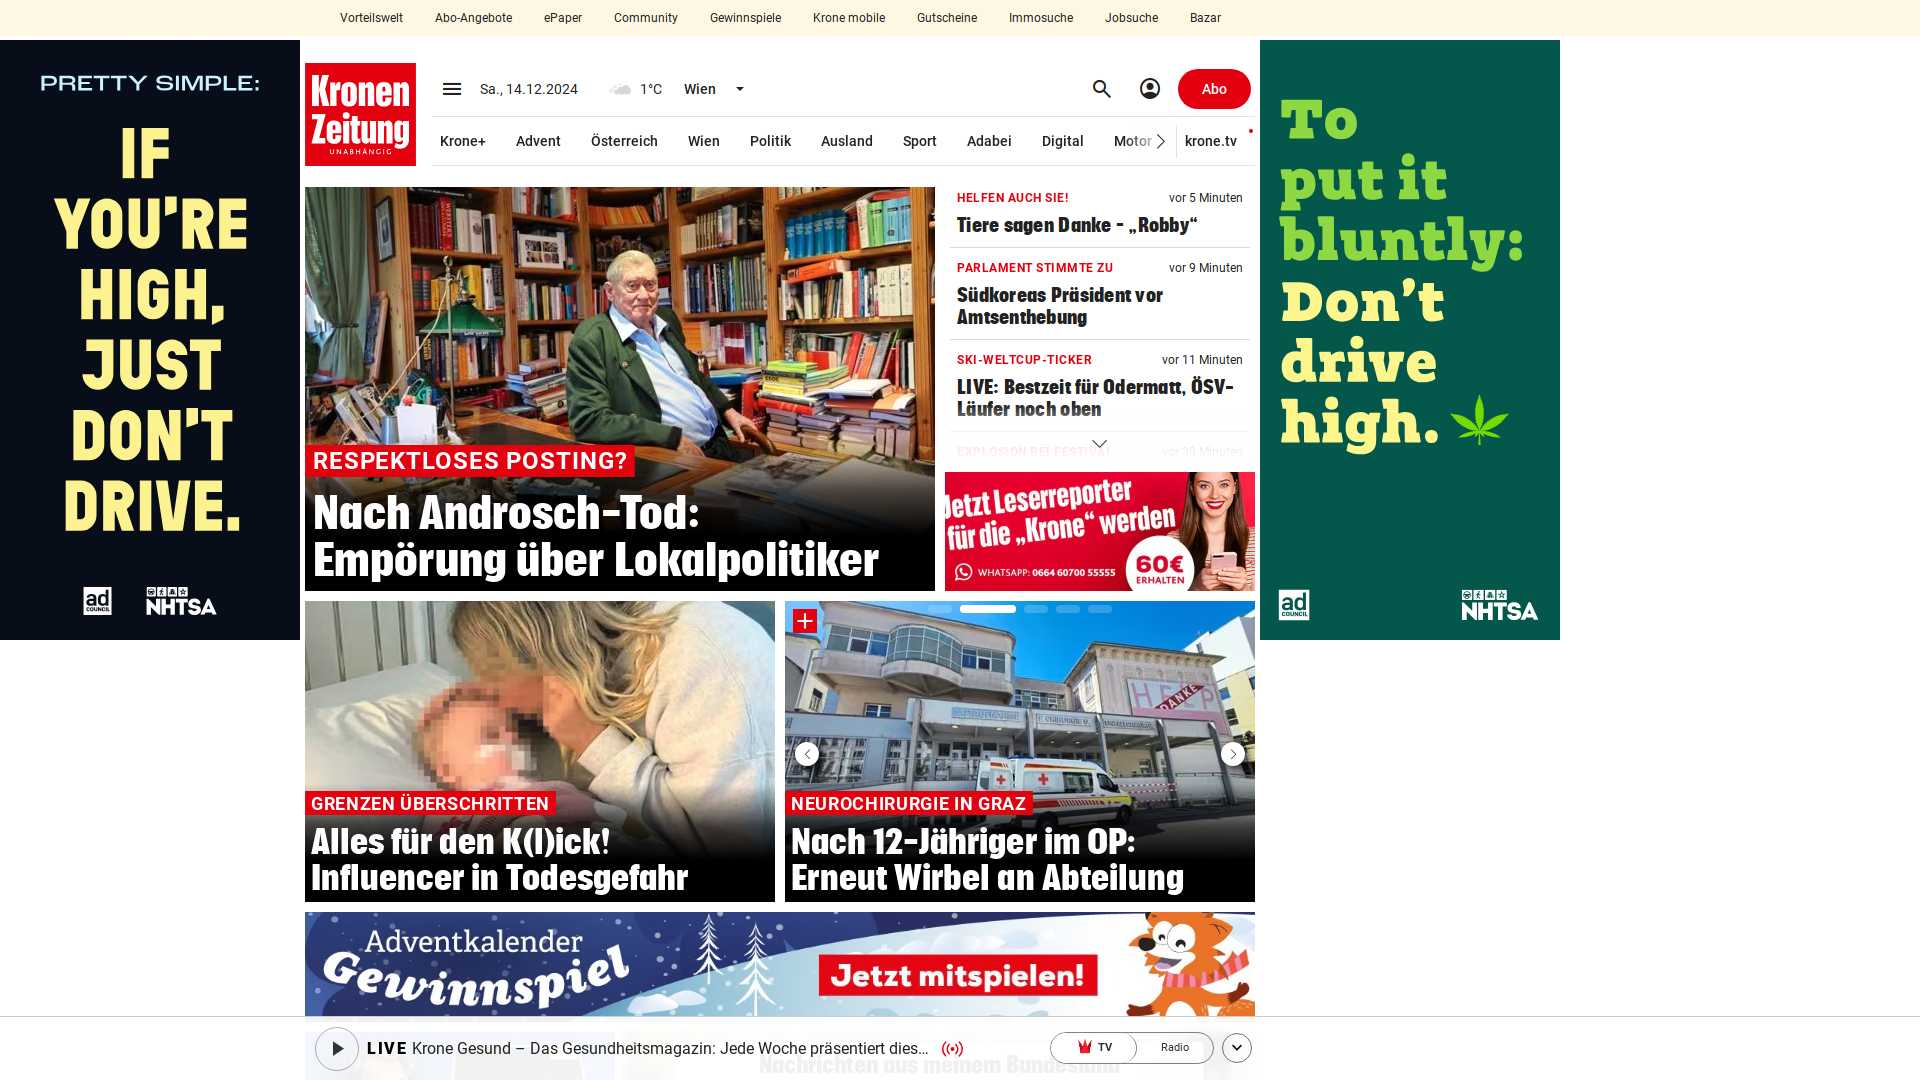 Vorteilswelt Abo-Angebote ePaper Community Gewinnspiele Krone mobile Gutscheine Immosuche Jobsuche Bazar
PRETTY SIMPLE:
IF
YOU'RE
HIGH,
JUST
DON'T
DRIVE.
ad
COUNCIL
NHTSA
Kronen
Zeitung
UNABHÄNGIG
Sa., 14.12.2024 1°C Wien Abo
Krone+ Advent Österreich Wien Politik Ausland Sport Adabei Digital Motor krone.tv
RESPEKTLOSES POSTING?
Nach Androsch-Tod:
Empörung über Lokalpolitiker
HELFEN AUCH SIE! vor 5 Minuten
Tiere sagen Danke - „Robby“
PARLAMENT STIMMTE ZU vor 9 Minuten
Südkoreas Präsident vor
Amtsenthebung
SKI-WELTCUP-TICKER vor 11 Minuten
LIVE: Bestzeit für Odermatt, ÖSV-
Läufer noch oben
EXPLOSION BEI FESTIVAL vor 39 Minuten
Jetzt Leserreporter
für die „Krone“ werden
WHATSAPP: 0664 60700 55555
60€
ERHALTEN
To
put it
bluntly:
Don't
drive
high.
ad
COUNCIL
NHTSA
GRENZEN ÜBERSCHRITTEN
Alles für den K(l)ick!
Influencer in Todesgefahr
HELP
DANKE
NEUROCHIRURGIE IN GRAZ
Nach 12-Jähriger im OP:
Erneut Wirbel an Abteilung
Adventkalender
Gewinnspiel
Jetzt mitspielen!
LIVE Krone Gesund – Das Gesundheitsmagazin: Jede Woche präsentiert dies...
TV Radio
Nachrichten aus meinem Bundesland